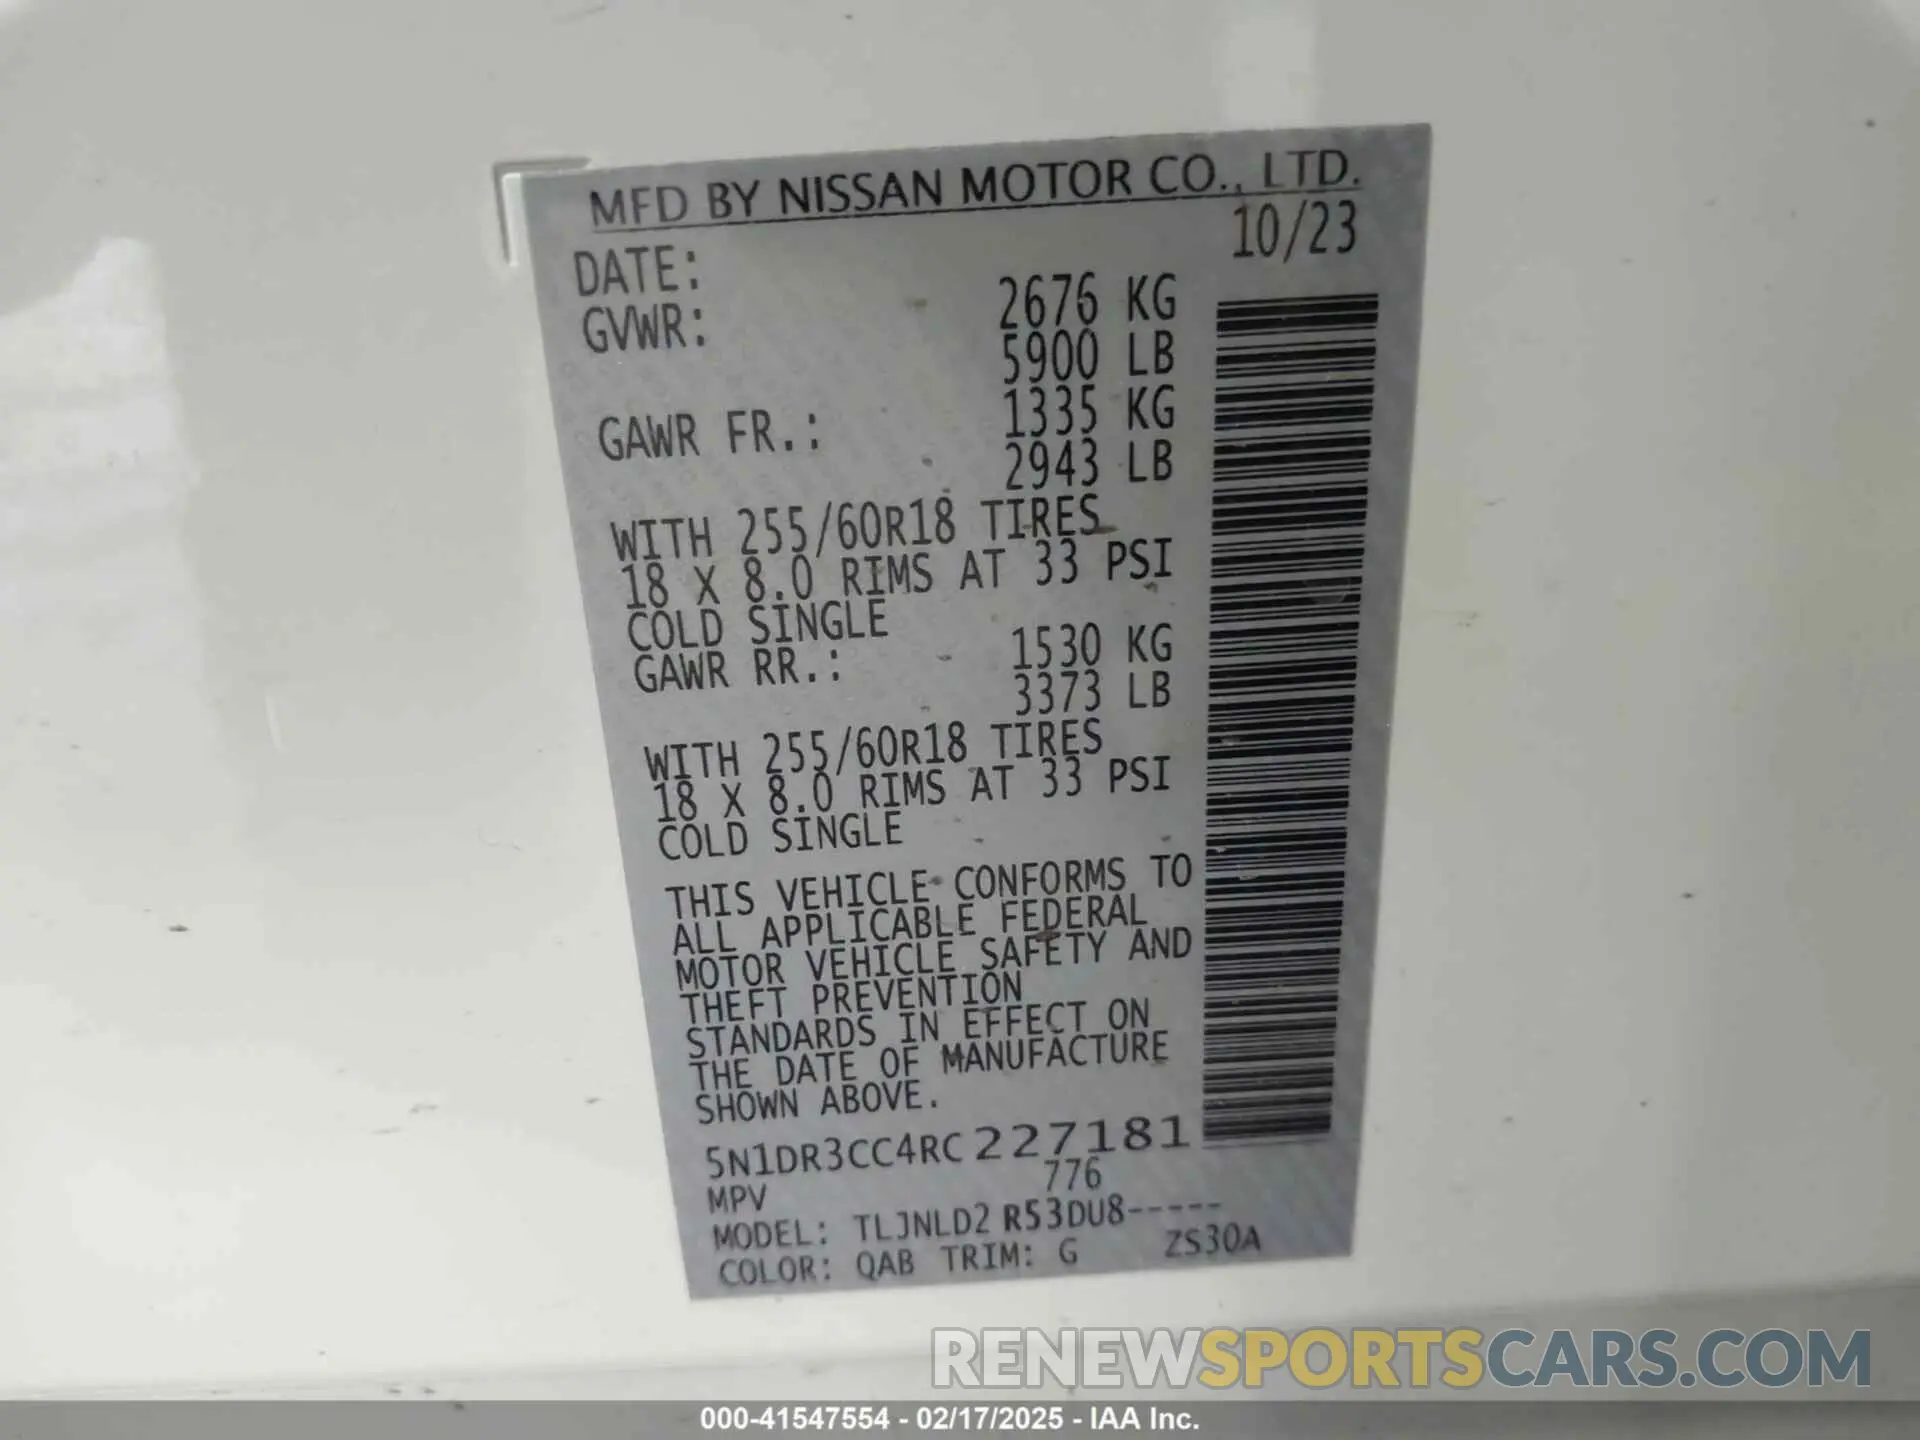 MFD BY NISSAN MOTOR CO., LTD.
DATE: 10/23
GVWR: 2676 KG
5900 LB
GAWR FR.: 1335 KG
2943 LB
WITH 255/60R18 TIRES
18 X 8.0 RIMS AT 33 PSI
COLD SINGLE
GAWR RR.: 1530 KG
3373 LB
WITH 255/60R18 TIRES
18 X 8.0 RIMS AT 33 PSI
COLD SINGLE
THIS VEHICLE CONFORMS TO
ALL APPLICABLE FEDERAL
MOTOR VEHICLE SAFETY AND
THEFT PREVENTION
STANDARDS IN EFFECT ON
THE DATE OF MANUFACTURE
SHOWN ABOVE.
5N1DR3CC4RC227181
MPV 776
MODEL: TLJNLD2 R53DU8-----
COLOR: QAB TRIM: G ZS30A
RENEWSPORTSCARS.COM
000-41547554 - 02/17/2025 - IAA Inc.